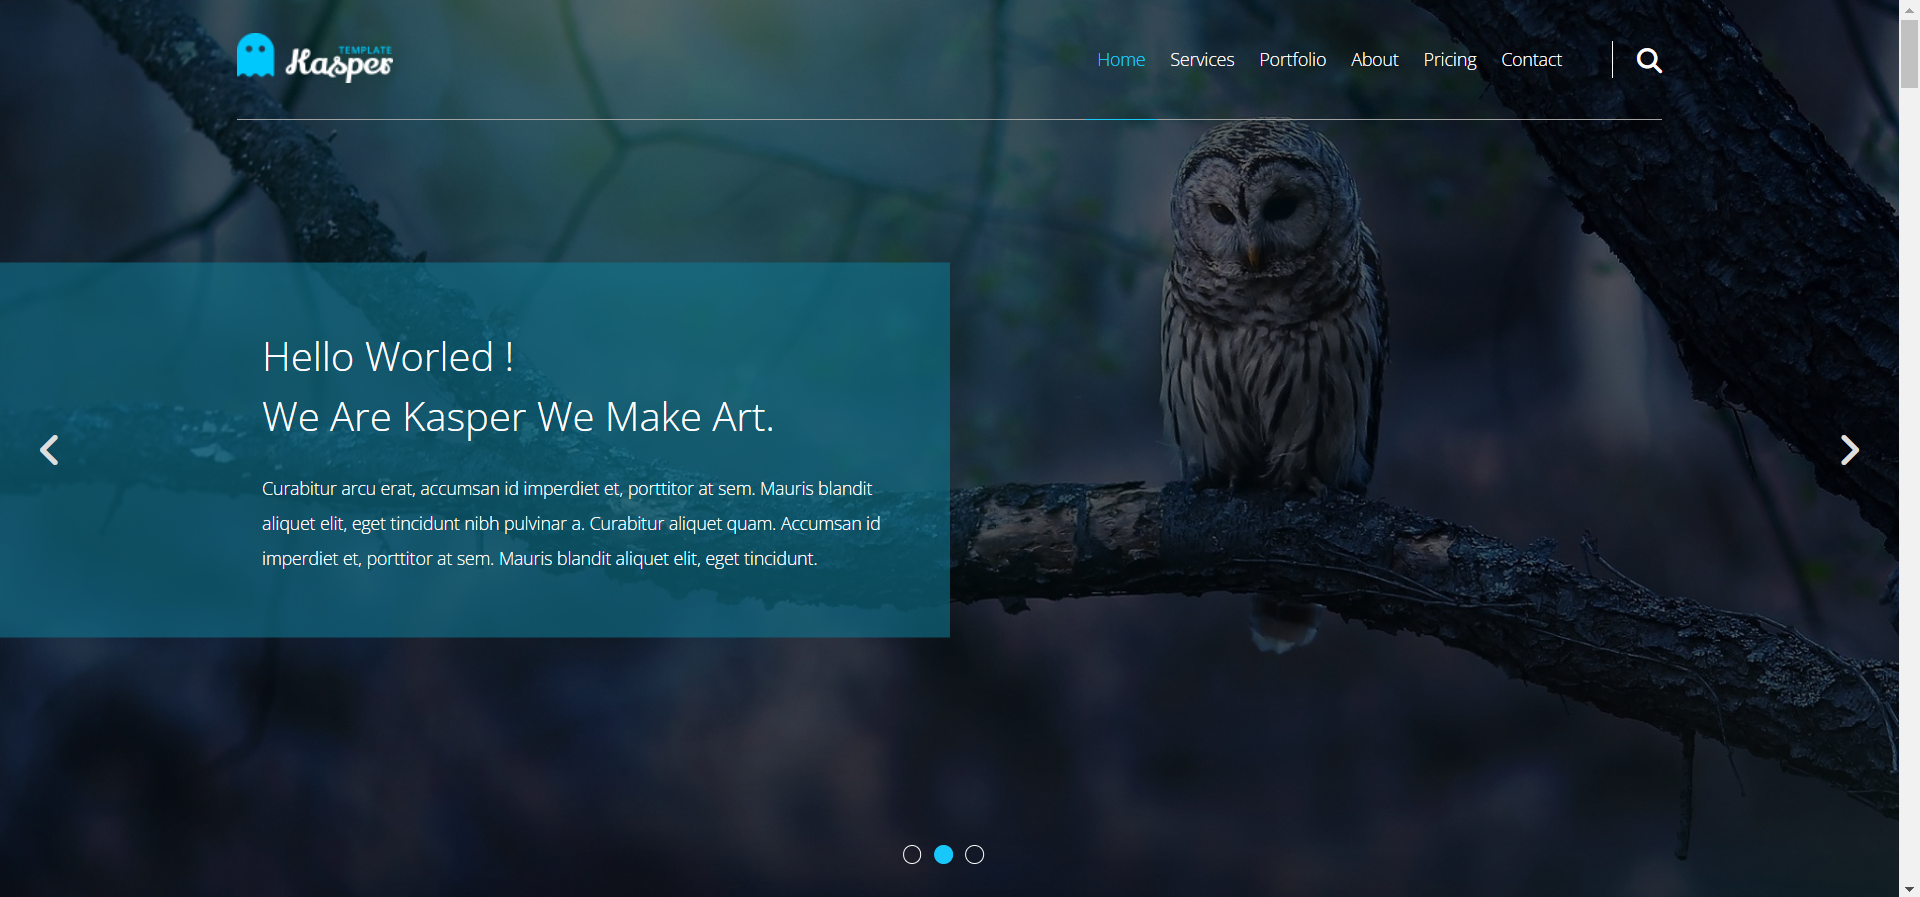 TEMPLATE
Kasper
Home Services Portfolio About Pricing Contact
Hello Worled !
We Are Kasper We Make Art.
Curabitur arcu erat, accumsan id imperdiet et, porttitor at sem. Mauris blandit
aliquet elit, eget tincidunt nibh pulvinar a. Curabitur aliquet quam. Accumsan id
imperdiet et, porttitor at sem. Mauris blandit aliquet elit, eget tincidunt.